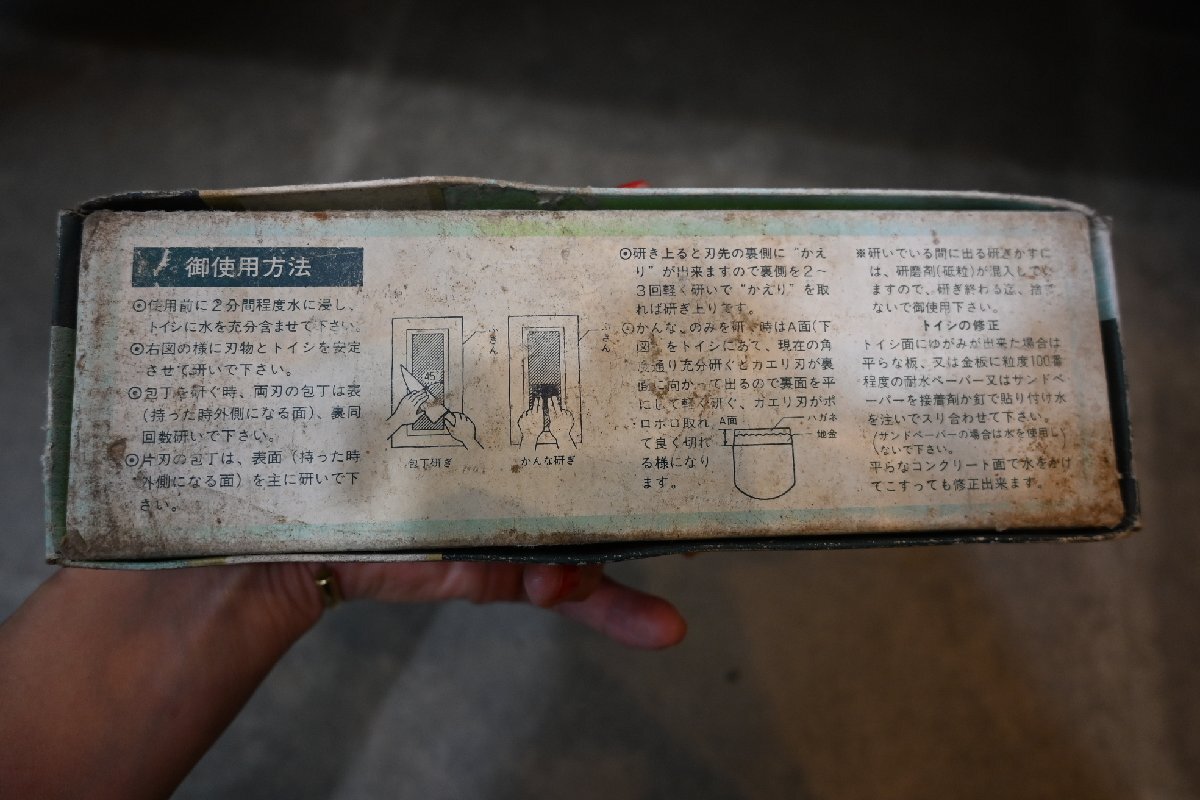 御使用方法
⊙使用前に2分間程度水に浸し、
トイシに水を充分含ませて下さい。
⊙右図の様に刃物とトイシを安定
させて研いで下さい。
⊙包丁を研ぐ時、両刃の包丁は表
(持った時外側になる面)、裏同
回数研いで下さい。
⊙片刃の包丁は、表面(持った時
外側になる面)を主に研いで下
さい。
45°
包丁研ぎ
かんな研ぎ
⊙研き上ると刃先の裏側に"かえ
り"が出来ますので裏側を2～
3回軽く研いで"かえり"を取
れば研ぎ上りです。
⊙かんな、のみを研ぐ時はA面(下
図)をトイシにあて、現在の角
度通り充分研ぐとカエリ刃が裏
面に向かって出るので裏面を平
にして軽く研ぐ、カエリ刃がポ
ロポロ取れ
て良く切れ
る様になり
ます。
A面
ハガネ
地金
※研いでいる間に出る研ぎかすに
は、研磨剤(砥粒)が混入してい
ますので、研ぎ終わる迄、捨て
ないで御使用下さい。
トイシの修正
トイシ面にゆがみが出来た場合は
平らな板、又は金板に粒度100番
程度の耐水ペーパー又はサンドペ
ーパーを接着剤か釘で貼り付け水
を注いでスリ合わせて下さい。
(サンドペーパーの場合は水を使用し
ないで下さい。)
平らなコンクリート面で水をかけ
てこすっても修正出来ます。